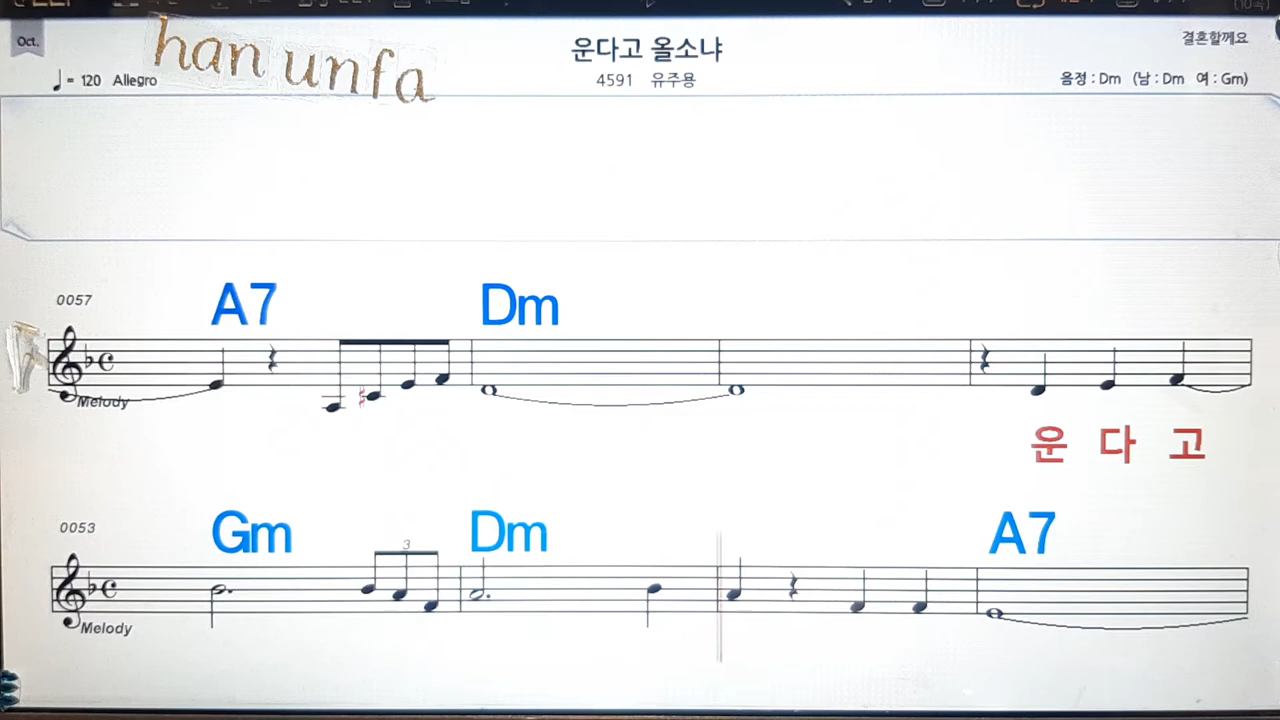 Oct.
han unfa
운다고 올소냐
결혼할께요
♩ = 120 Allegro
4591 유주용
음정 : Dm (남 : Dm 여 : Gm)
0057
A7 Dm
Melody
운 다 고
0053
Gm Dm A7
3
Melody